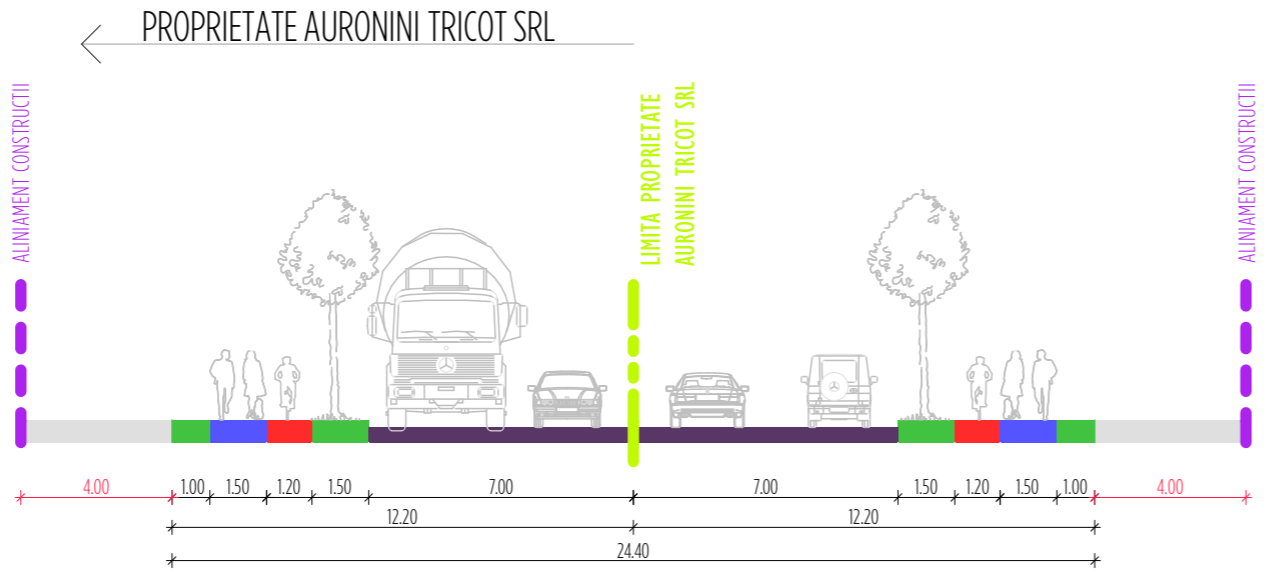 PROPRIETATE AURONINI TRICOT SRL
ALINIAMENT CONSTRUCTII
LIMITA PROPRIETATE
AURONINI TRICOT SRL
ALINIAMENT CONSTRUCTII
4.00 1.00 1.50 1.20 1.50 7.00 7.00 1.50 1.20 1.50 1.00 4.00
12.20 12.20
24.40